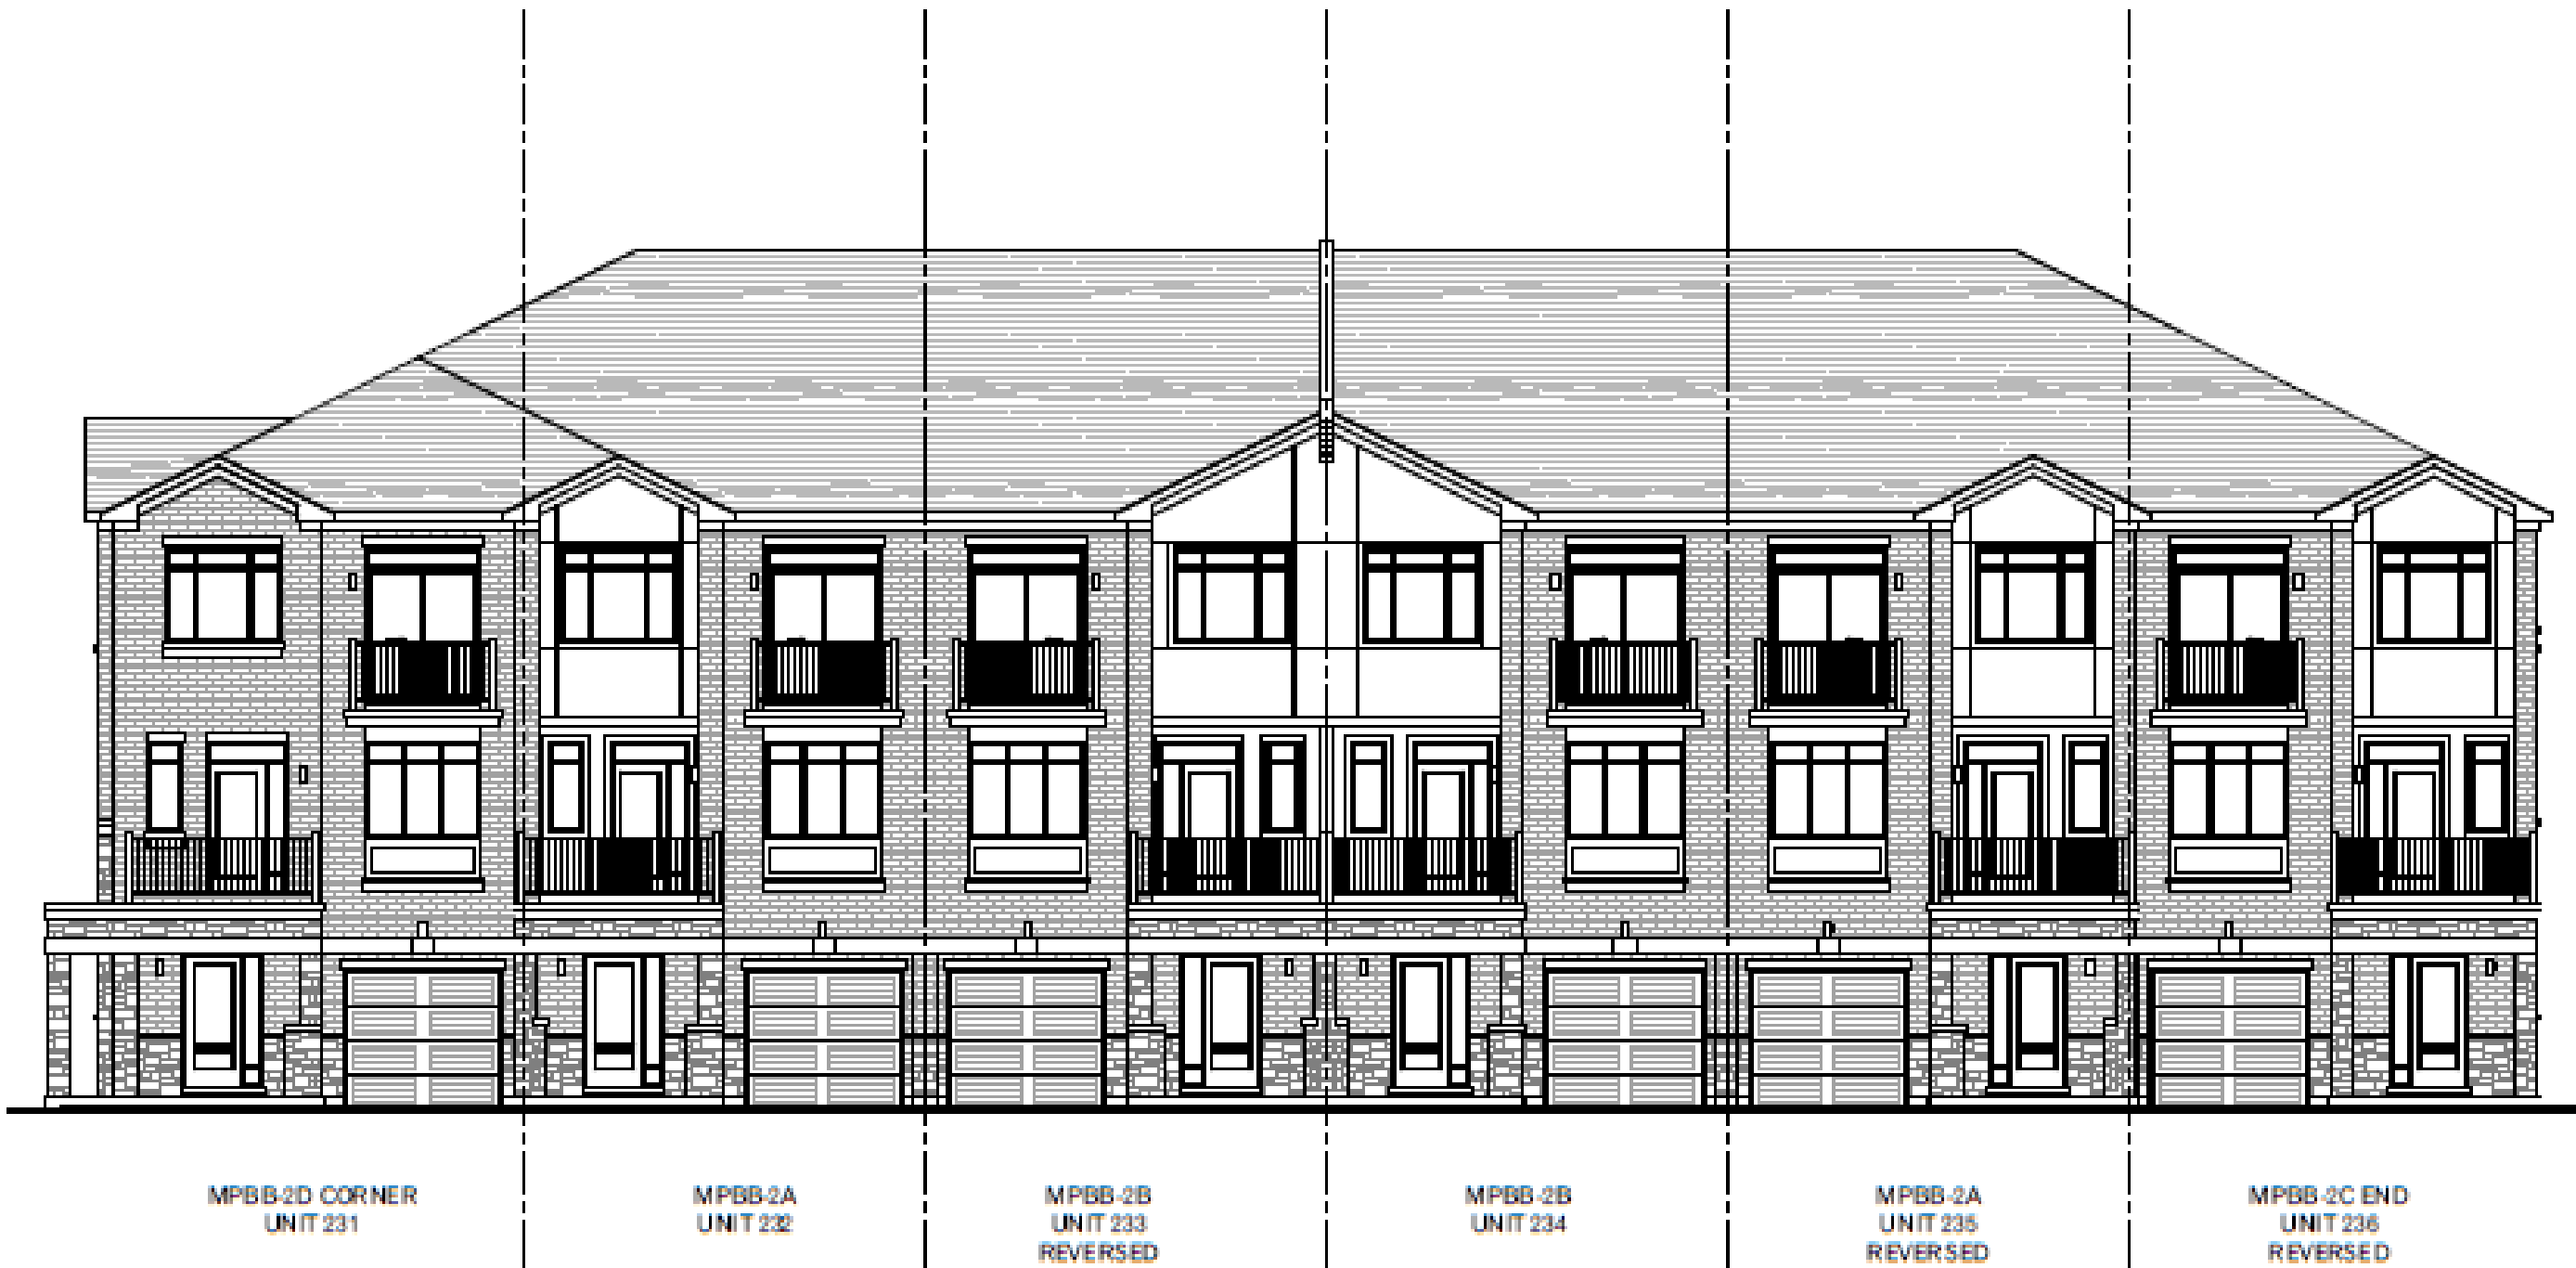 MPBB-2D CORNER
UNIT 231
MPBB-2A
UNIT 232
MPBB-2B
UNIT 233
REVERSED
MPBB-2B
UNIT 234
MPBB-2A
UNIT 235
REVERSED
MPBB-2C END
UNIT 236
REVERSED